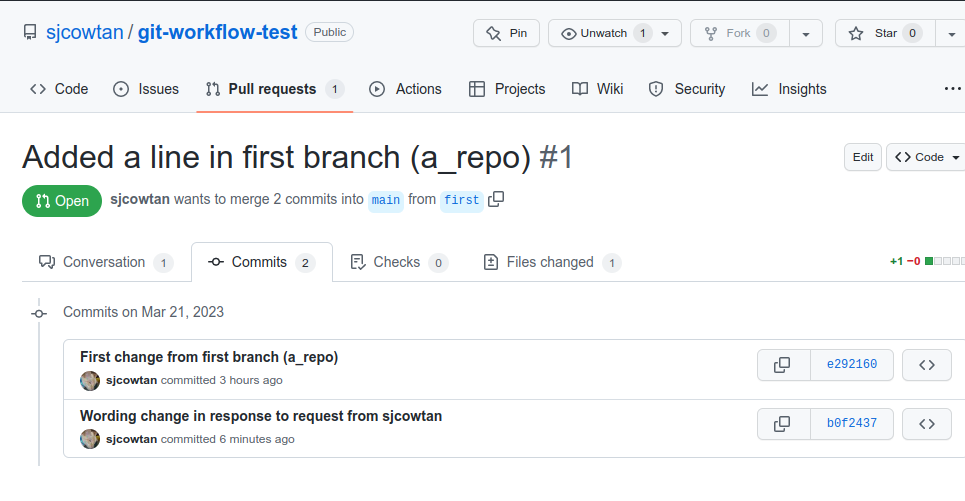 sjcowtan / git-workflow-test Public Pin Unwatch 1 Fork 0 Star 0
Code Issues Pull requests 1 Actions Projects Wiki Security Insights
Added a line in first branch (a_repo) #1 Edit Code
Open sjcowtan wants to merge 2 commits into main from first
Conversation 1 Commits 2 Checks 0 Files changed 1 +1 −0
Commits on Mar 21, 2023
First change from first branch (a_repo)
sjcowtan committed 3 hours ago e292160
Wording change in response to request from sjcowtan
sjcowtan committed 6 minutes ago b0f2437